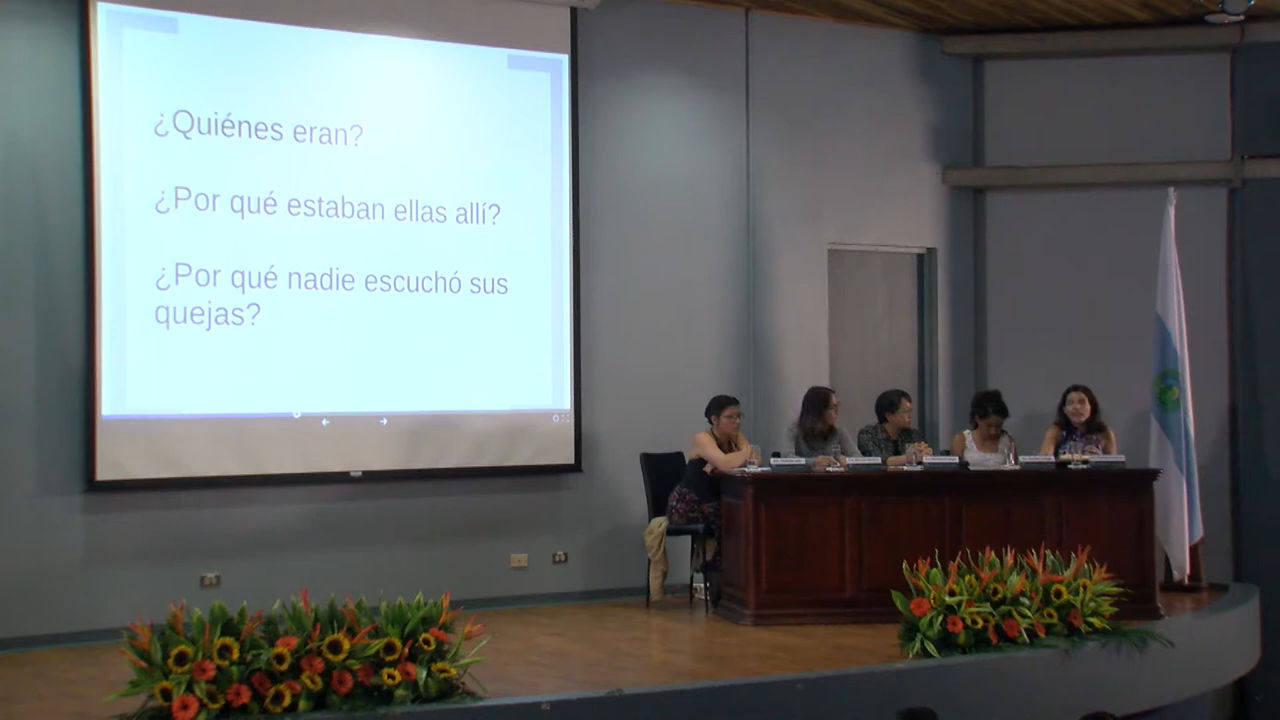 ¿Quiénes eran?
¿Por qué estaban ellas allí?
¿Por qué nadie escuchó sus
quejas?